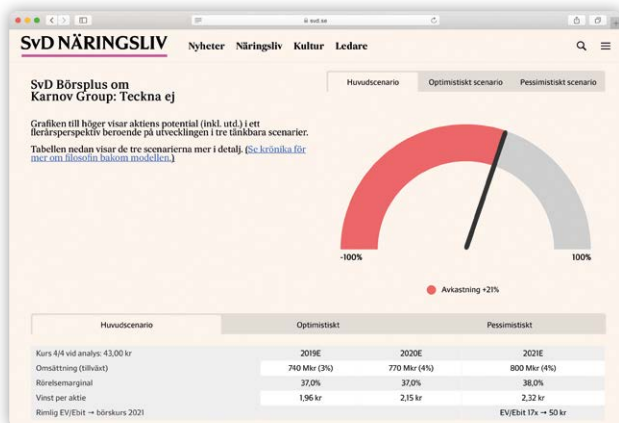 svd.se
SvD NÄRINGSLIV
Nyheter Näringsliv Kultur Ledare
SvD Börsplus om
Karnov Group: Teckna ej
Grafiken till höger visar aktiens potential (inkl. utd.) i ett
flerårsperspektiv beroende på utvecklingen i tre tänkbara scenarier.
Tabellen nedan visar de tre scenarierna mer i detalj. (Se krönika för
mer om filosofin bakom modellen.)
Huvudscenario Optimistiskt scenario Pessimistiskt scenario
-100% 100%
Avkastning +21%
Huvudscenario Optimistiskt Pessimistiskt
Kurs 4/4 vid analys: 43,00 kr 2019E 2020E 2021E
Omsättning (tillväxt) 740 Mkr (3%) 770 Mkr (4%) 800 Mkr (4%)
Rörelsemarginal 37,0% 37,0% 38,0%
Vinst per aktie 1,96 kr 2,15 kr 2,32 kr
Rimlig EV/Ebit → börskurs 2021 EV/Ebit 17x → 50 kr